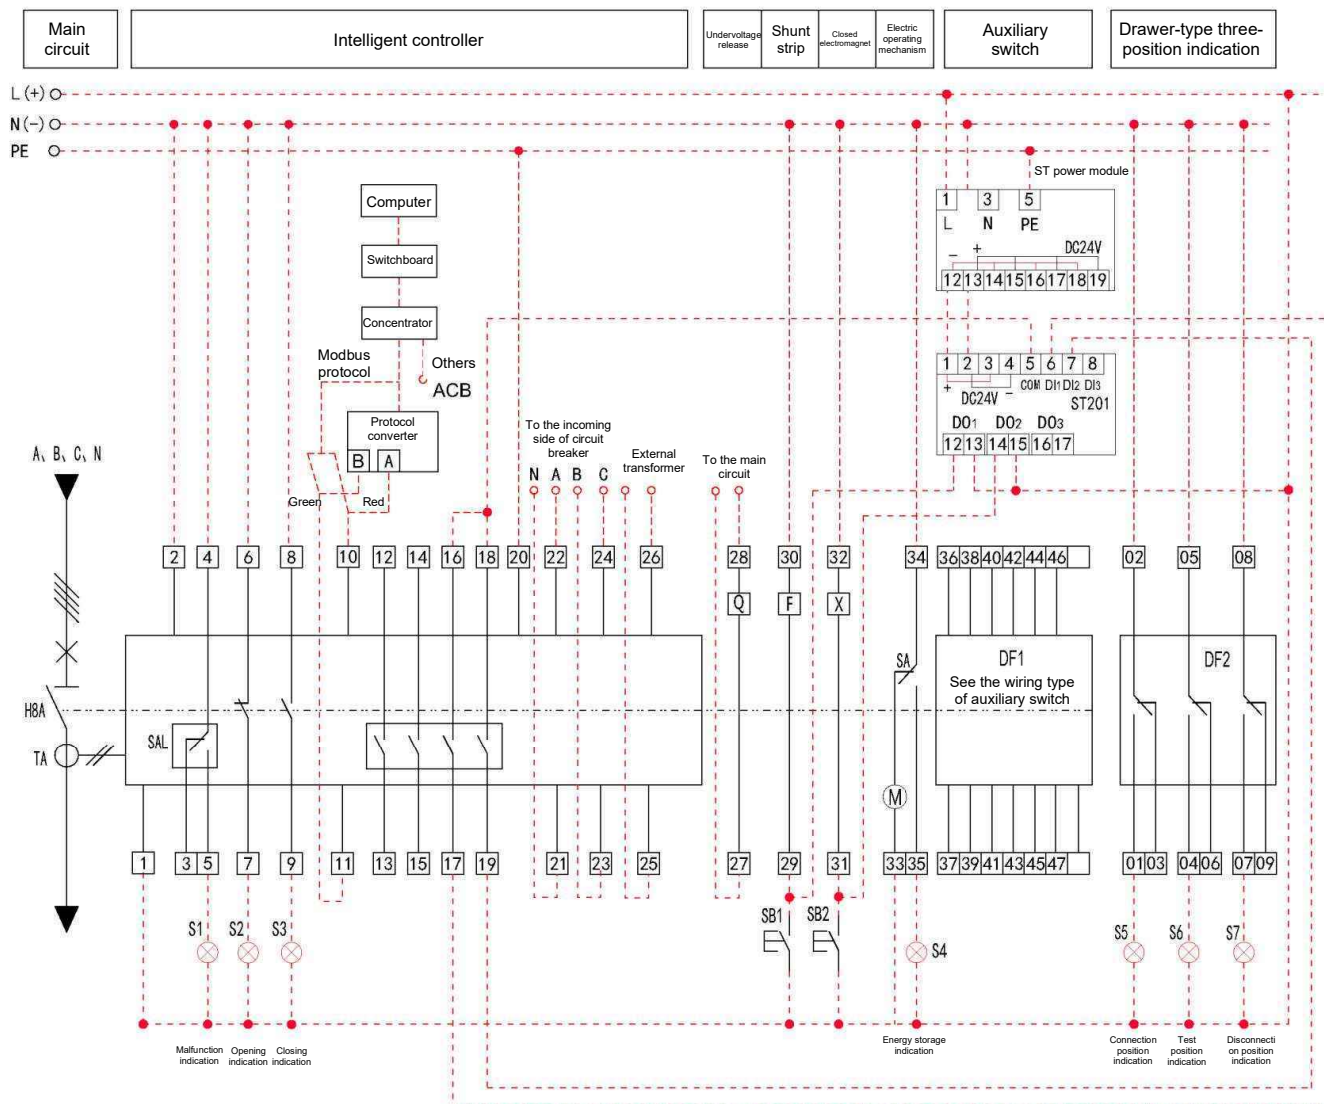 Main
circuit
Intelligent controller
Undervoltage
release
Shunt
strip
Closed
electromagnet
Electric
operating
mechanism
Auxiliary
switch
Drawer-type three-
position indication
L (+)
N (-)
PE
ST power module
Computer
1 3 5
L N PE
Switchboard
- + DC24V
12 13 14 15 16 17 18 19
Concentrator
Modbus
protocol
Others
ACB
1 2 3 4 5 6 7 8
+ - COM DI1 DI2 DI3
DC24V ST201
Protocol
converter
B A
DO1 DO2 DO3
12 13 14 15 16 17
To the incoming
side of circuit
breaker
External
transformer
To the main
circuit
A、B、C、N
N A B C
Green Red
2 4 6 8 10 12 14 16 18 20 22 24 26 28 30 32 34 36 38 40 42 44 46 02 05 08
Q F X
SA
DF1
See the wiring type
of auxiliary switch
DF2
H8A
SAL
TA
M
1 3 5 7 9 11 13 15 17 19 21 23 25 27 29 31 33 35 37 39 41 43 45 47 01 03 04 06 07 09
S1 S2 S3 SB1 SB2 S4 S5 S6 S7
Malfunction
indication
Opening
indication
Closing
indication
Energy storage
indication
Connection
position
indication
Test
position
indication
Disconnecti
on position
indication